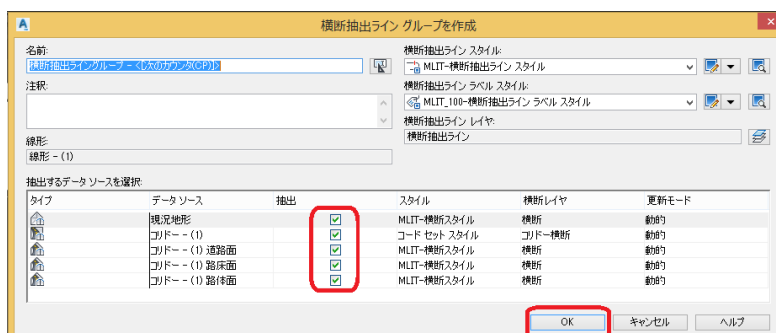 横断抽出ライン グループを作成
名前:
横断抽出ライングループ - <[次のカウンタ(CP)]>
注釈:
線形:
線形 - (1)
横断抽出ライン スタイル:
MLIT-横断抽出ライン スタイル
横断抽出ライン ラベル スタイル:
MLIT_100-横断抽出ライン ラベル スタイル
横断抽出ライン レイヤ:
横断抽出ライン
抽出するデータ ソースを選択:
タイプ データ ソース 抽出 スタイル 横断レイヤ 更新モード
現況地形 MLIT-横断スタイル 横断 動的
コリドー - (1) コード セット スタイル コリドー横断 動的
コリドー - (1) 道路面 MLIT-横断スタイル 横断 動的
コリドー - (1) 路床面 MLIT-横断スタイル 横断 動的
コリドー - (1) 路体面 MLIT-横断スタイル 横断 動的
OK キャンセル ヘルプ